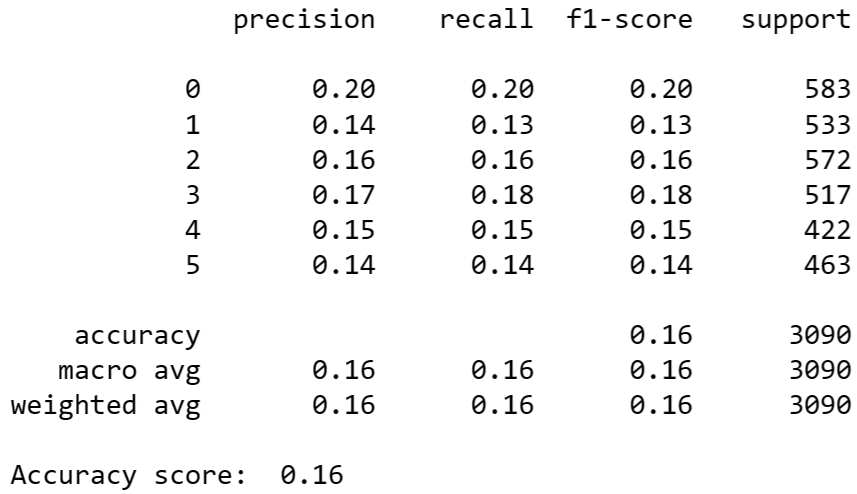 precision recall f1-score support
0 0.20 0.20 0.20 583
1 0.14 0.13 0.13 533
2 0.16 0.16 0.16 572
3 0.17 0.18 0.18 517
4 0.15 0.15 0.15 422
5 0.14 0.14 0.14 463
accuracy 0.16 3090
macro avg 0.16 0.16 0.16 3090
weighted avg 0.16 0.16 0.16 3090
Accuracy score: 0.16